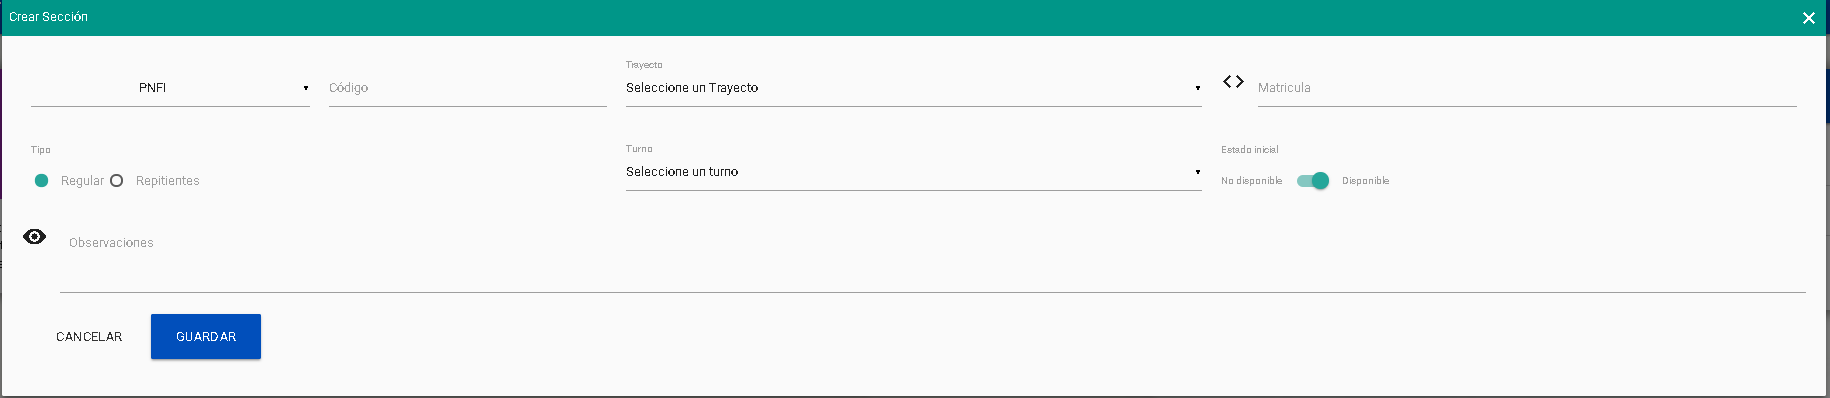 Crear Sección
Trayecto
PNFI Código Seleccione un Trayecto Matricula
Tipo Turno Estado inicial
Regular Repitientes Seleccione un turno No disponible Disponible
Observaciones
CANCELAR GUARDAR